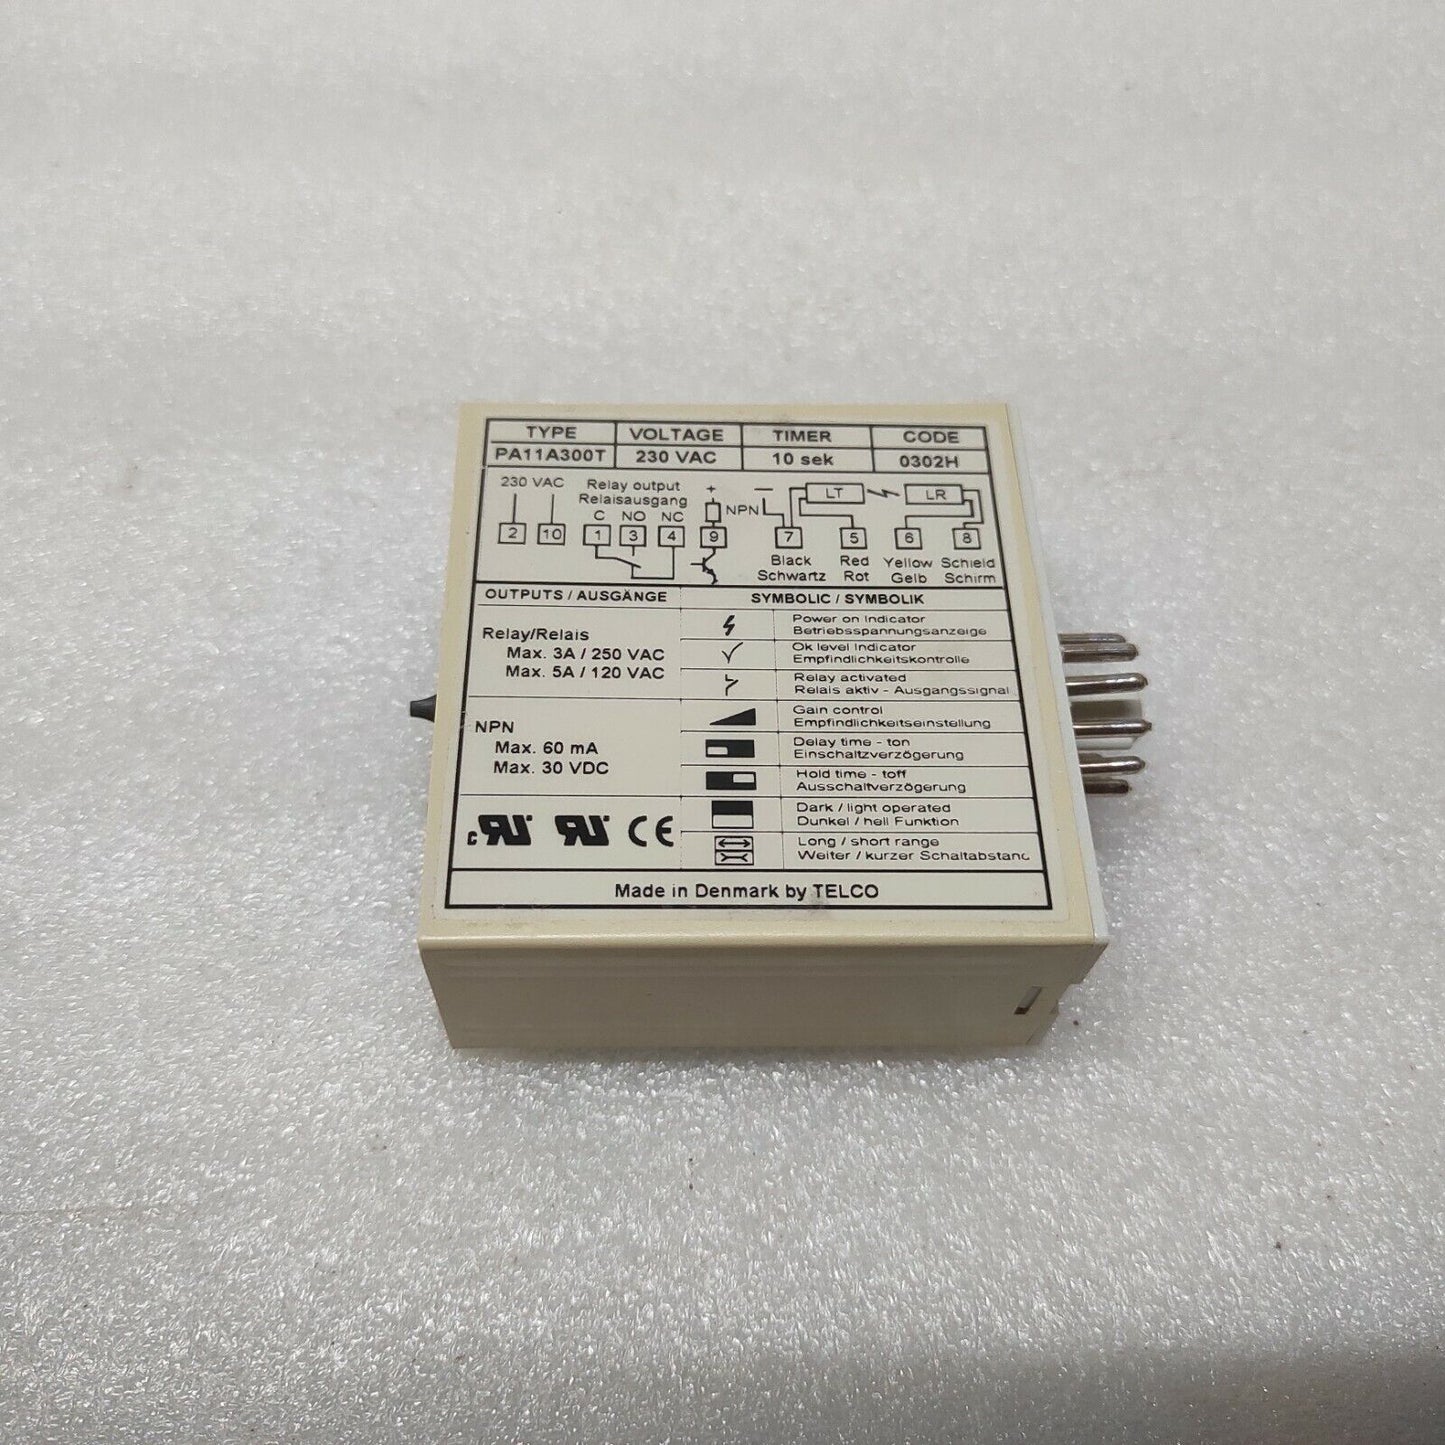 TYPE VOLTAGE TIMER CODE
PA11A300T 230 VAC 10 sek 0302H
230 VAC Relay output + — LT LR
Relaisausgang NPN
C NO NC
2 10 1 3 4 9 7 5 6 8
Black Red Yellow Schield
Schwartz Rot Gelb Schirm
OUTPUTS / AUSGÄNGE SYMBOLIC / SYMBOLIK
Relay/Relais
Max. 3A / 250 VAC
Max. 5A / 120 VAC
NPN
Max. 60 mA
Max. 30 VDC
Power on Indicator
Betriebsspannungsanzeige
Ok level Indicator
Empfindlichkeitskontrolle
Relay activated
Relais aktiv - Ausgangssignal
Gain control
Empfindlichkeitseinstellung
Delay time - ton
Einschaltzverzögerung
Hold time - toff
Ausschaltverzögerung
Dark / light operated
Dunkel / hell Funktion
Long / short range
Weiter / kurzer Schaltabstand
c RU RU CE
Made in Denmark by TELCO